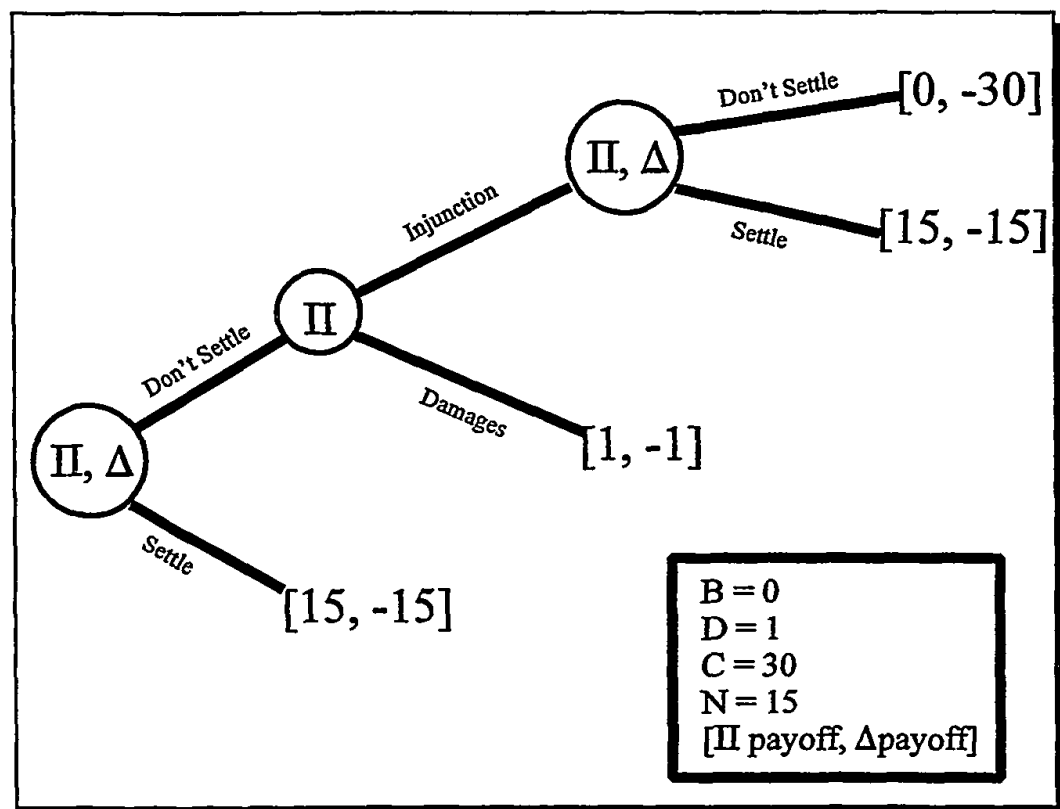 Don't Settle
[0, -30]
Π, Δ
Settle
[15, -15]
Injunction
Π
Don't Settle
Damages
[1, -1]
Π, Δ
Settle
[15, -15]
B = 0
D = 1
C = 30
N = 15
[Π payoff, Δpayoff]